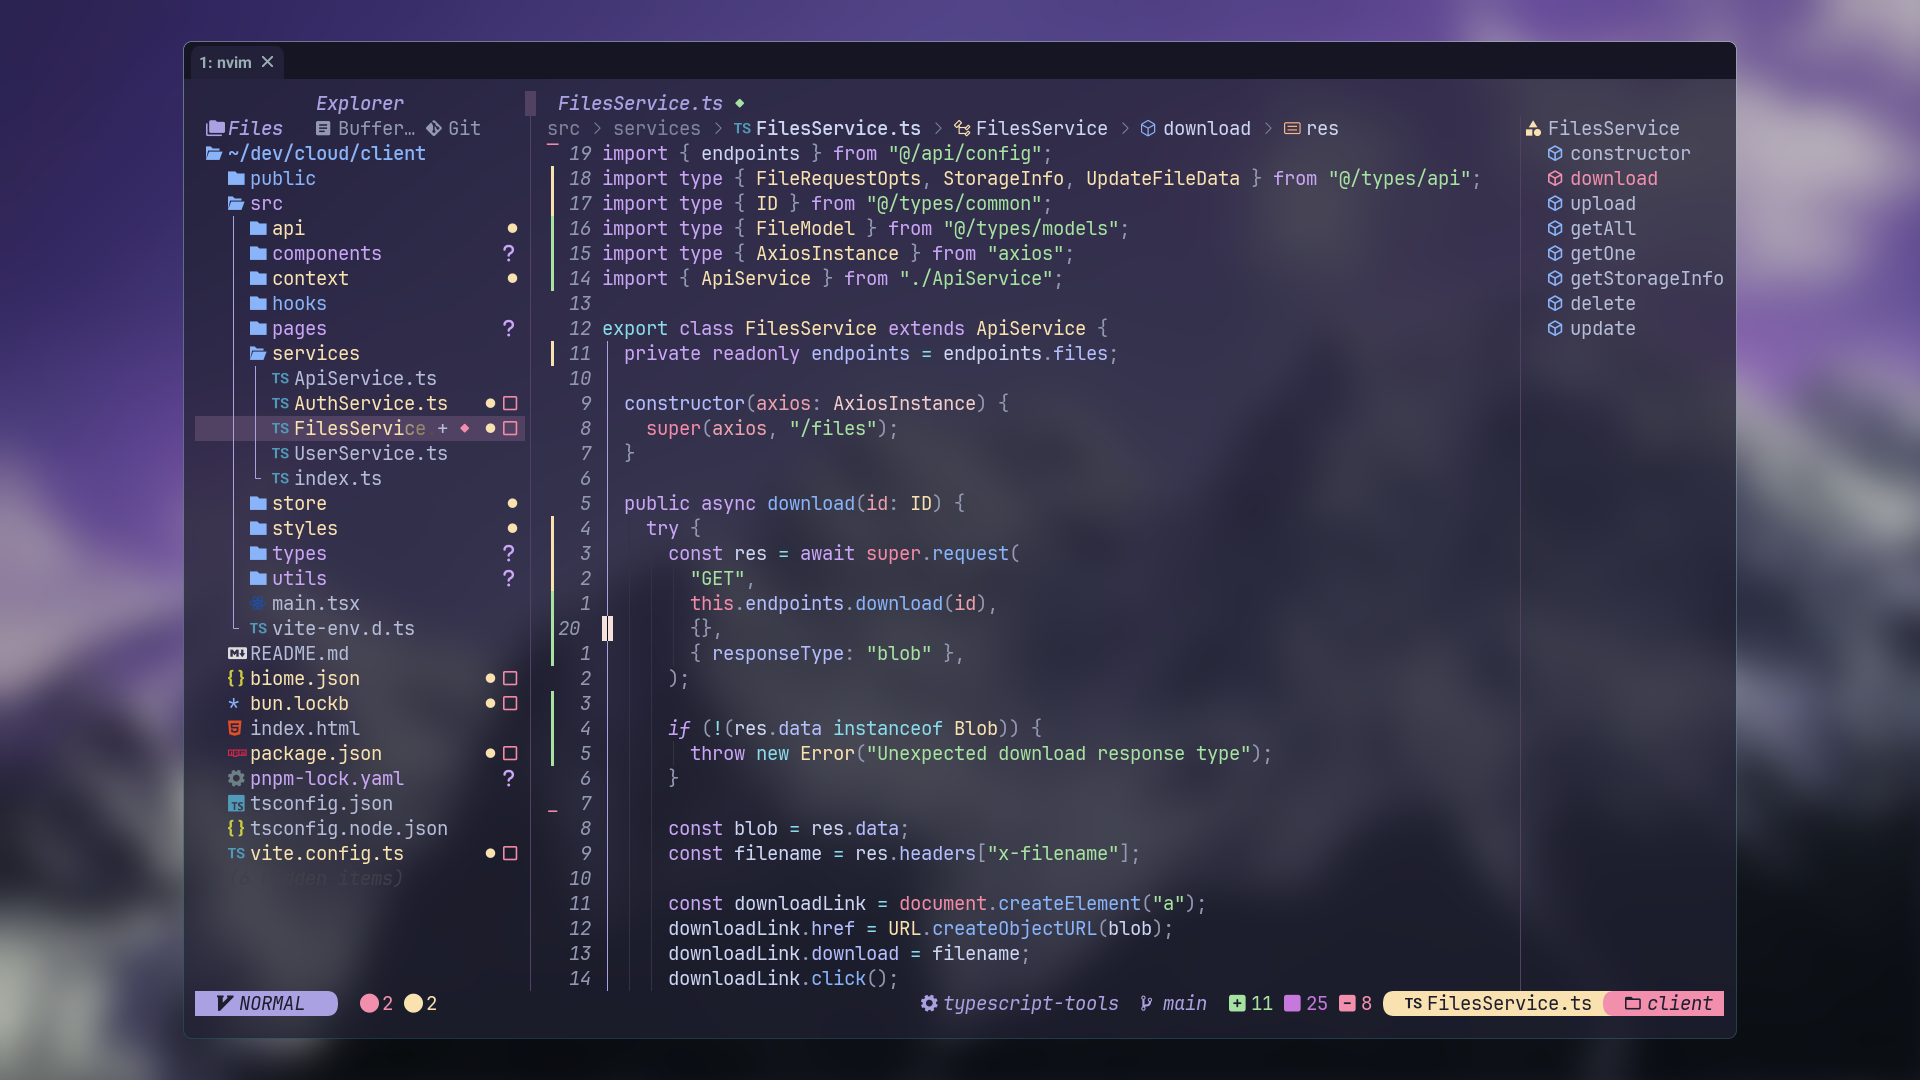 1: nvim
Explorer
Files Buffer… Git
~/dev/cloud/client
public
src
api
components ?
context
hooks
pages ?
services
TS ApiService.ts
TS AuthService.ts
TS FilesService +
TS UserService.ts
TS index.ts
store
styles
types ?
utils ?
main.tsx
TS vite-env.d.ts
README.md
{} biome.json
* bun.lockb
index.html
package.json
pnpm-lock.yaml ?
TS tsconfig.json
{} tsconfig.node.json
TS vite.config.ts
hidden items)
FilesService.ts
src > services > TS FilesService.ts > FilesService > download > res
19 import { endpoints } from "@/api/config";
18 import type { FileRequestOpts, StorageInfo, UpdateFileData } from "@/types/api";
17 import type { ID } from "@/types/common";
16 import type { FileModel } from "@/types/models";
15 import type { AxiosInstance } from "axios";
14 import { ApiService } from "./ApiService";
13
12 export class FilesService extends ApiService {
11 private readonly endpoints = endpoints.files;
10
9 constructor(axios: AxiosInstance) {
8 super(axios, "/files");
7 }
6
5 public async download(id: ID) {
4 try {
3 const res = await super.request(
2 "GET",
1 this.endpoints.download(id),
20 {},
1 { responseType: "blob" },
2 );
3
4 if (!(res.data instanceof Blob)) {
5 throw new Error("Unexpected download response type");
6 }
7
8 const blob = res.data;
9 const filename = res.headers["x-filename"];
10
11 const downloadLink = document.createElement("a");
12 downloadLink.href = URL.createObjectURL(blob);
13 downloadLink.download = filename;
14 downloadLink.click();
FilesService
constructor
download
upload
getAll
getOne
getStorageInfo
delete
update
NORMAL 2 2 typescript-tools main 11 25 8 TS FilesService.ts client